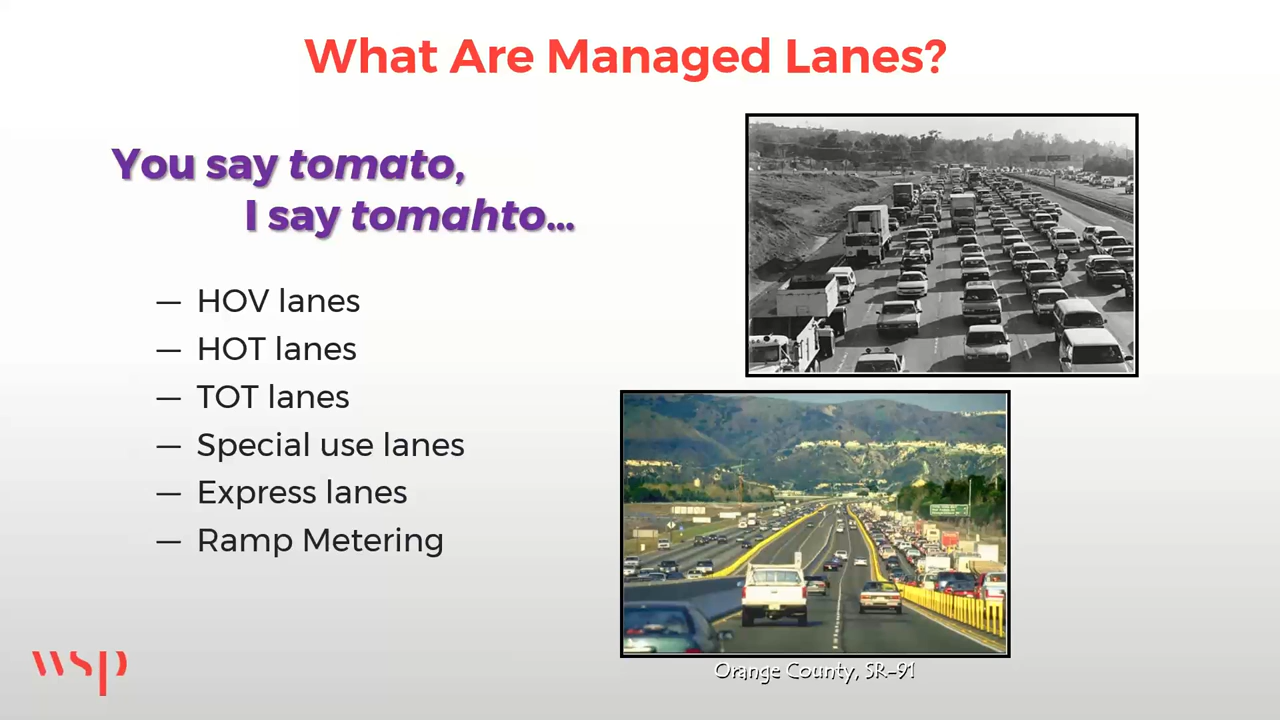 What Are Managed Lanes?
You say tomato,
I say tomahto...
— HOV lanes
— HOT lanes
— TOT lanes
— Special use lanes
— Express lanes
— Ramp Metering
Orange County, SR-91
wsp